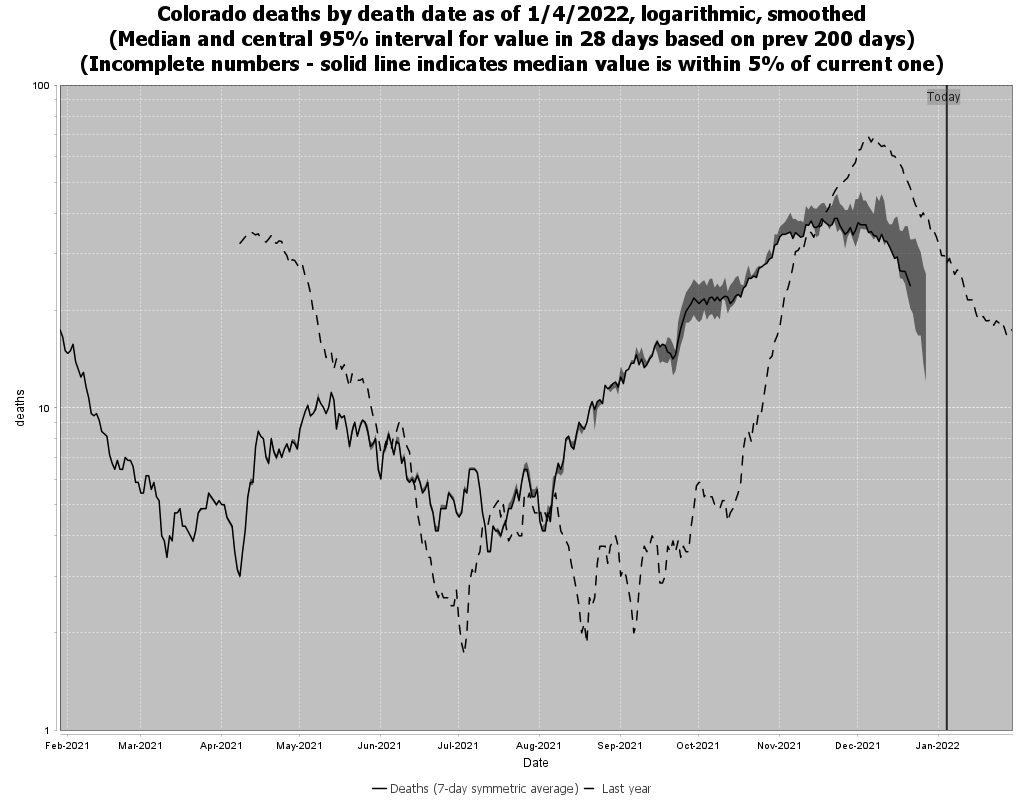 Colorado deaths by death date as of 1/4/2022, logarithmic, smoothed
(Median and central 95% interval for value in 28 days based on prev 200 days)
(Incomplete numbers - solid line indicates median value is within 5% of current one)
Today
100
10
1
deaths
Feb-2021 Mar-2021 Apr-2021 May-2021 Jun-2021 Jul-2021 Aug-2021 Sep-2021 Oct-2021 Nov-2021 Dec-2021 Jan-2022
Date
Deaths (7-day symmetric average) Last year